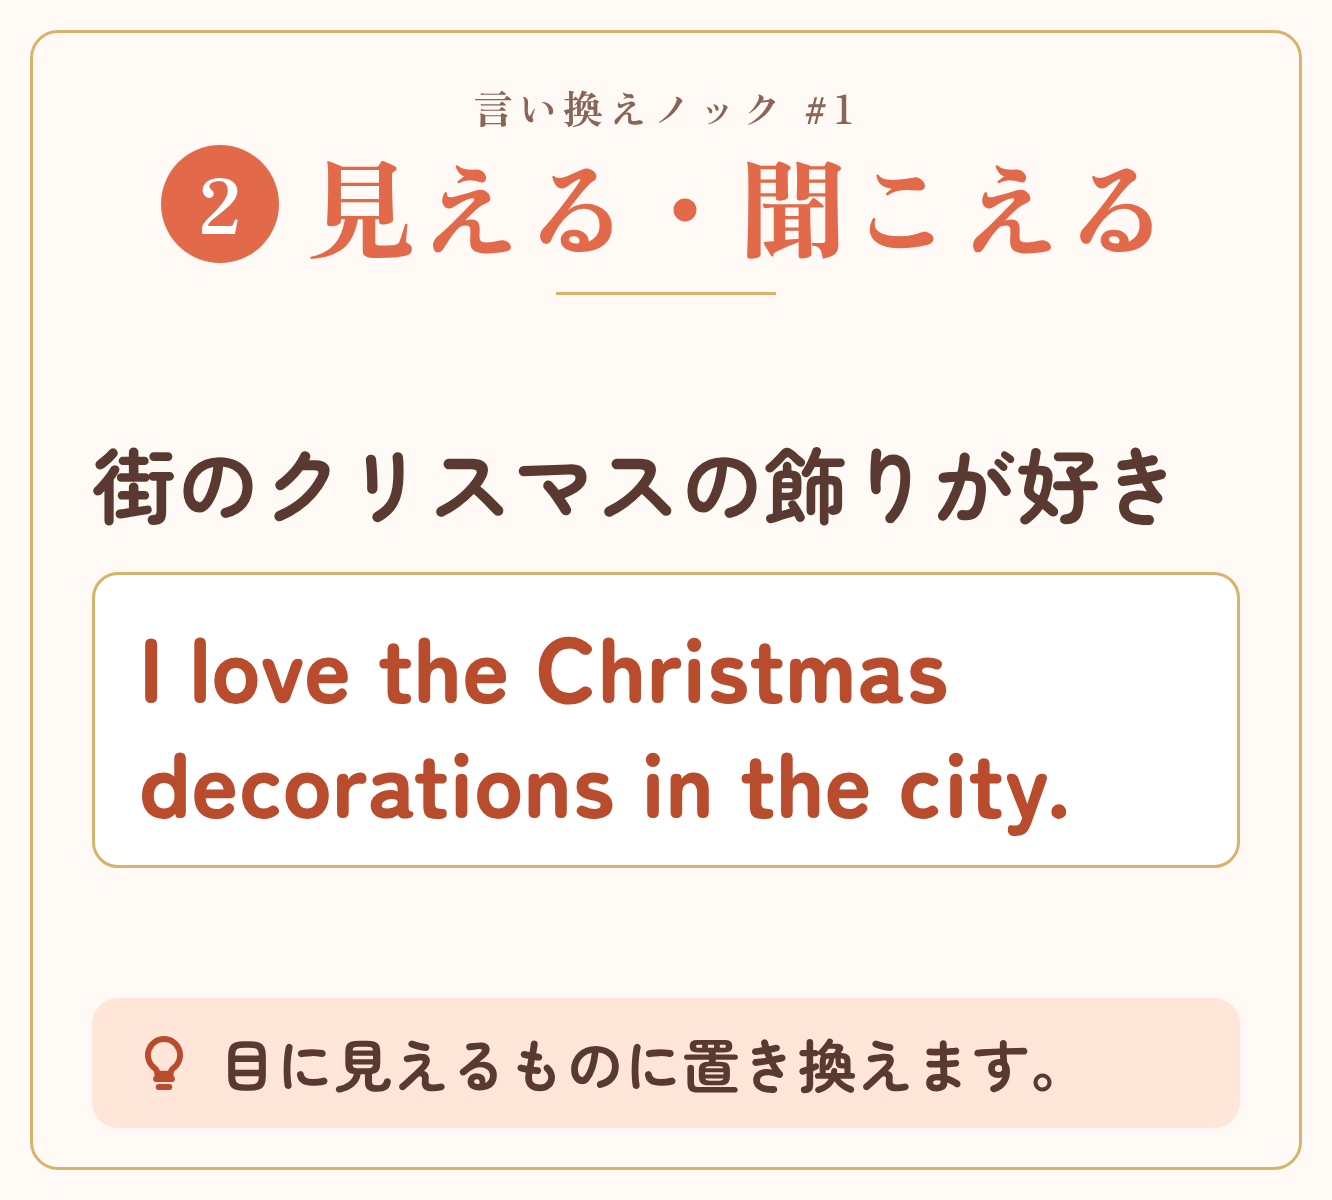 言い換えノック #1
2 見える・聞こえる
街のクリスマスの飾りが好き
I love the Christmas
decorations in the city.
目に見えるものに置き換えます。